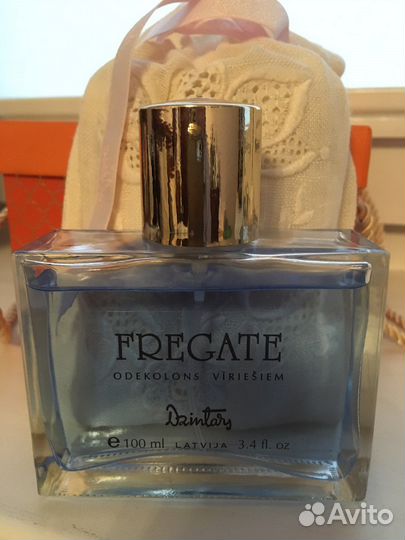 FREGATE
ODEKOLONS VĪRIEŠIEM
Dzintars
e 100 ml LATVIJA 3.4 fl. oz
Avito